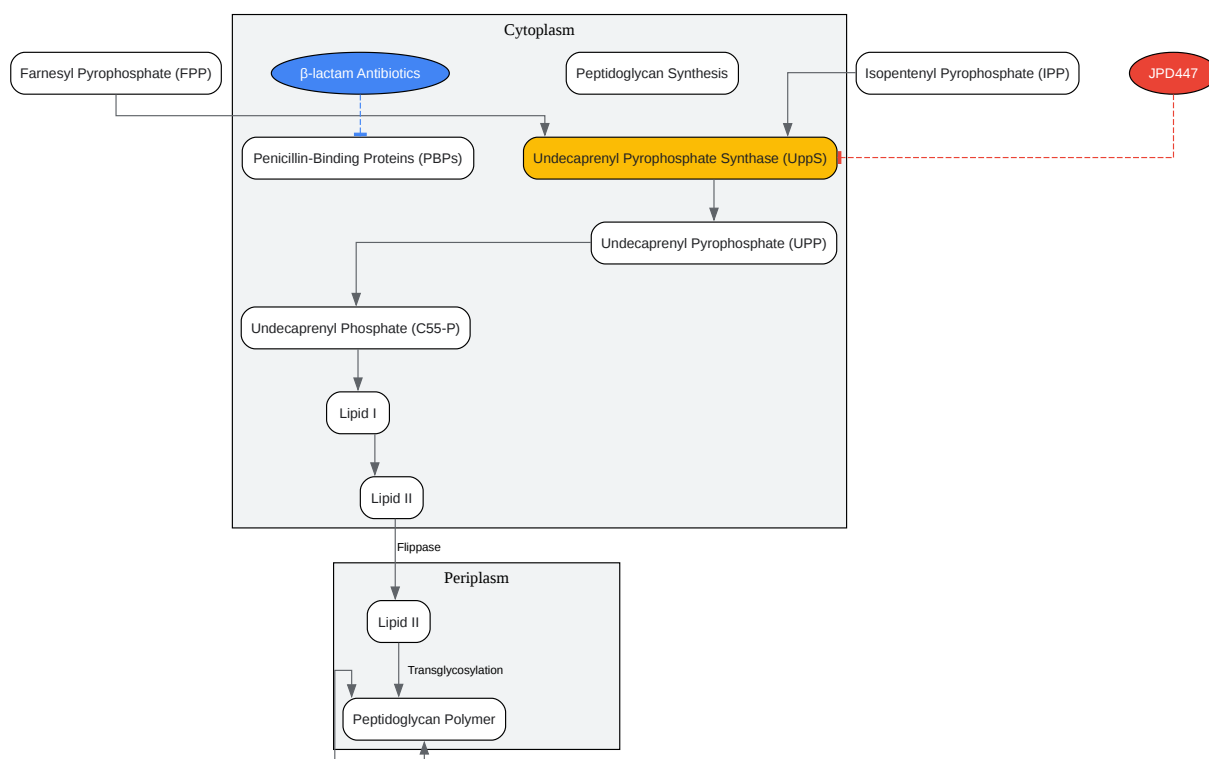 Cytoplasm
Farnesyl Pyrophosphate (FPP)
β-lactam Antibiotics
Peptidoglycan Synthesis
Isopentenyl Pyrophosphate (IPP)
JPD447
Penicillin-Binding Proteins (PBPs)
Undecaprenyl Pyrophosphate Synthase (UppS)
Undecaprenyl Pyrophosphate (UPP)
Undecaprenyl Phosphate (C55-P)
Lipid I
Lipid II
Flippase
Periplasm
Lipid II
Transglycosylation
Peptidoglycan Polymer